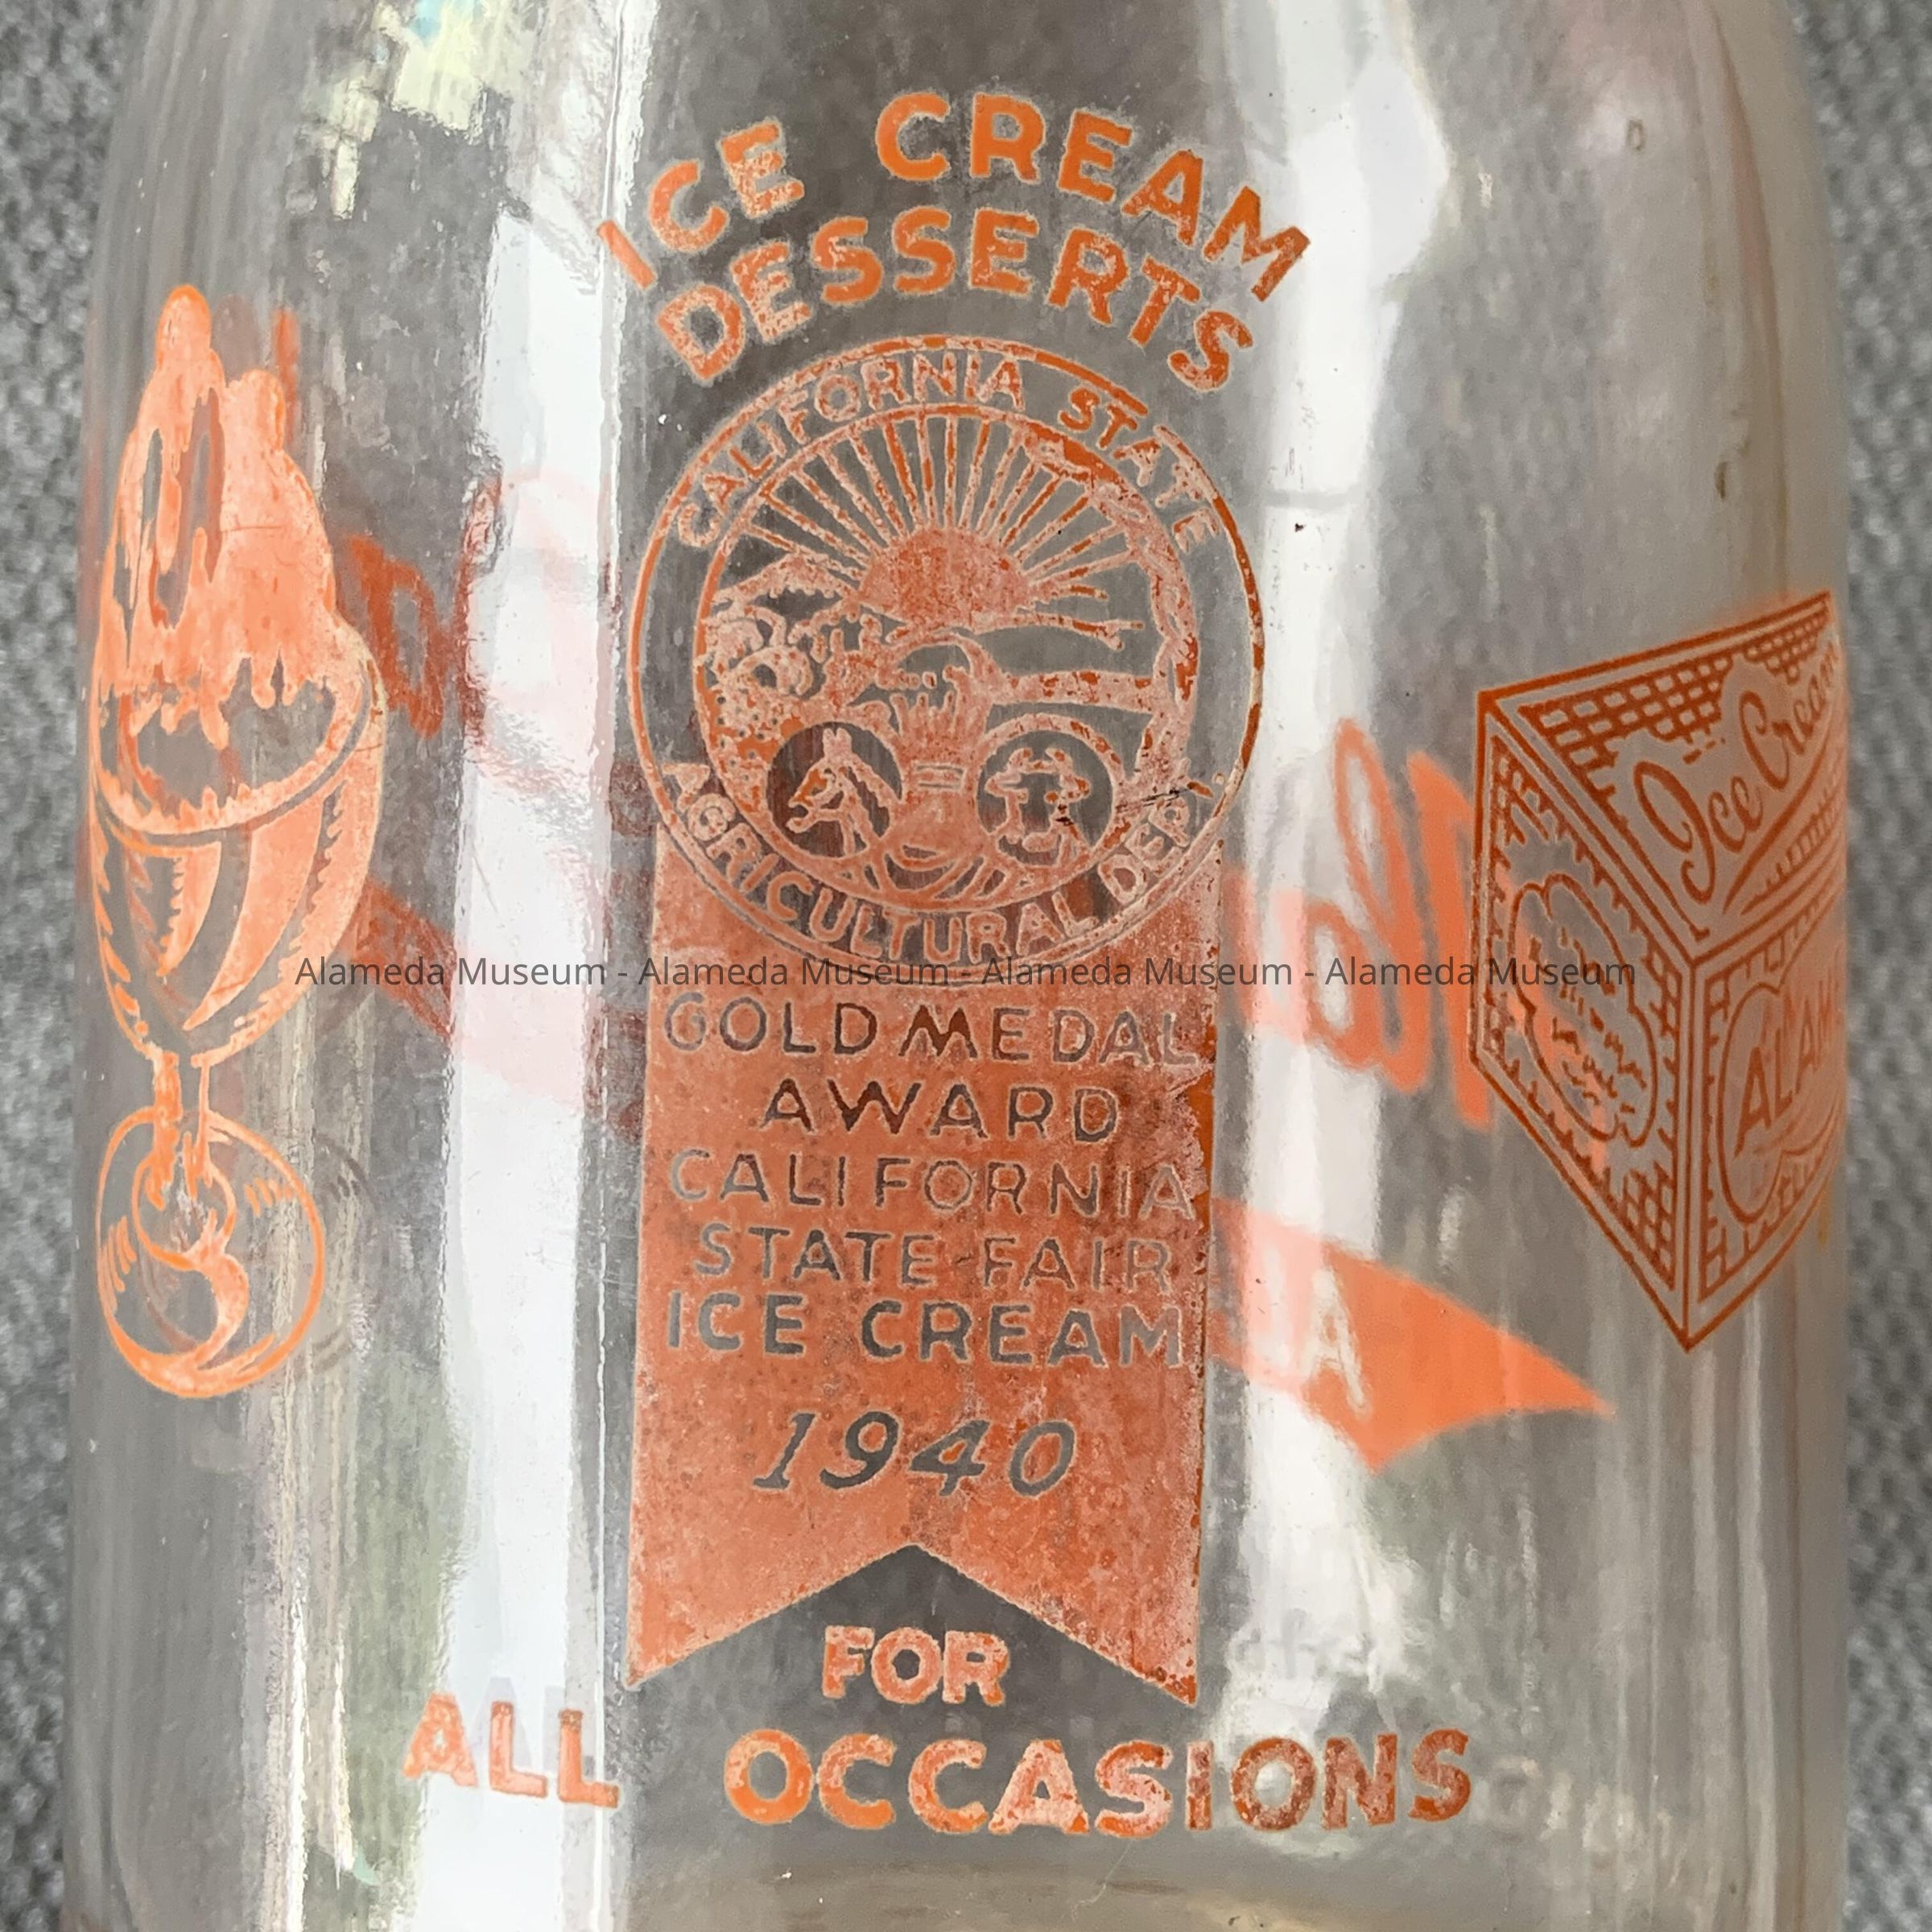 ICE CREAM
DESSERTS
CALIFORNIA STATE
AGRICULTURAL DEPT.
Ice Cream
Alameda Museum - Alameda Museum - Alameda Museum - Alameda Museum
GOLD MEDAL
AWARD
CALIFORNIA
STATE FAIR
ICE CREAM
1940
FOR
ALL OCCASIONS